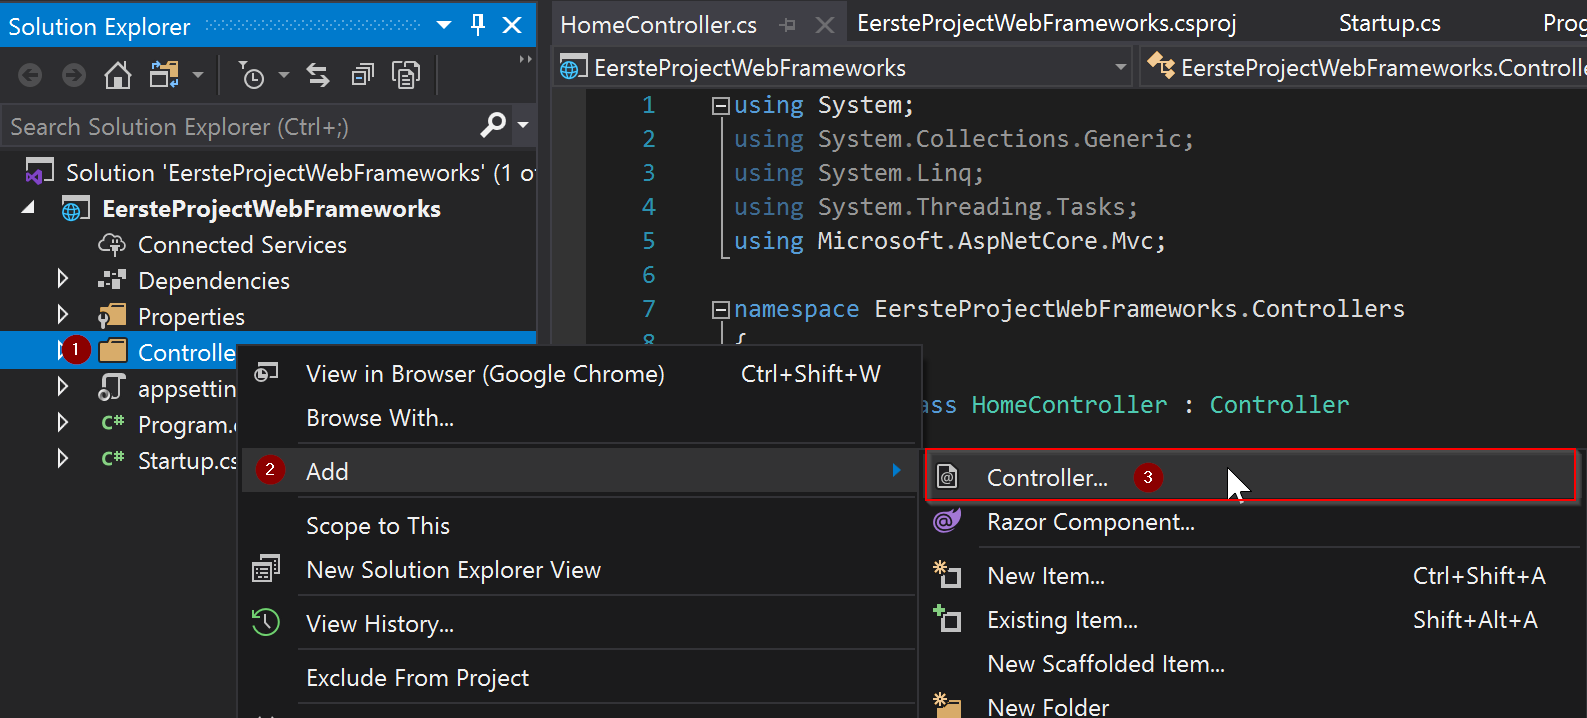 Solution Explorer
Search Solution Explorer (Ctrl+;)
Solution 'EersteProjectWebFrameworks' (1 of
EersteProjectWebFrameworks
Connected Services
Dependencies
Properties
1 Controlle
appsettin
Program.c
Startup.cs
HomeController.cs
EersteProjectWebFrameworks.csproj
Startup.cs
Prog
EersteProjectWebFrameworks
EersteProjectWebFrameworks.Controlle
1 using System;
2 using System.Collections.Generic;
3 using System.Linq;
4 using System.Threading.Tasks;
5 using Microsoft.AspNetCore.Mvc;
6
7 namespace EersteProjectWebFrameworks.Controllers
8 {
ass HomeController : Controller
View in Browser (Google Chrome) Ctrl+Shift+W
Browse With...
2 Add
Scope to This
New Solution Explorer View
View History...
Exclude From Project
Controller... 3
Razor Component...
New Item... Ctrl+Shift+A
Existing Item... Shift+Alt+A
New Scaffolded Item...
New Folder